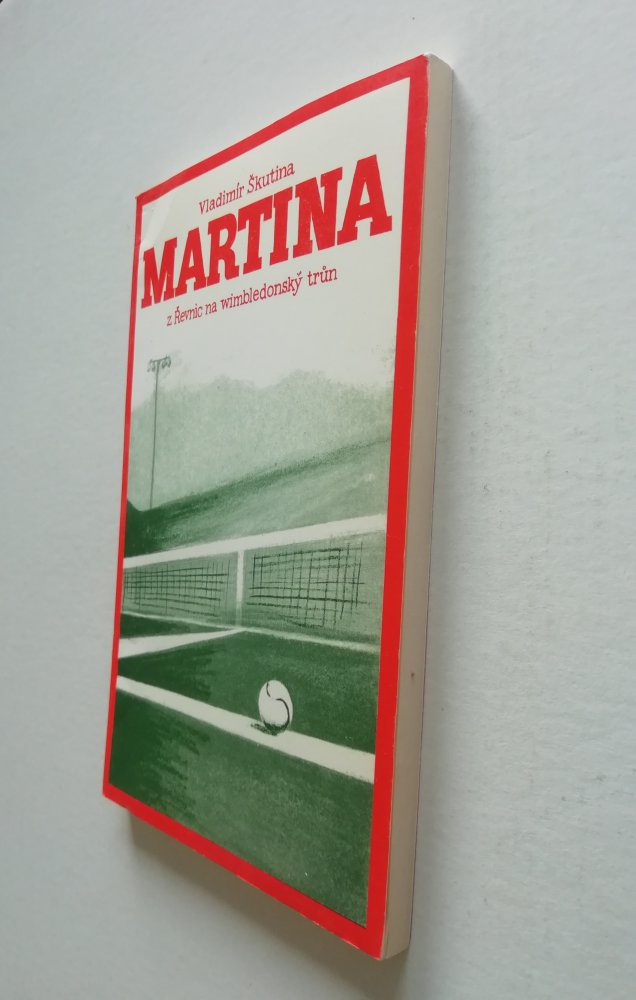 Vladimír Škutina
MARTINA
z Řevnic na wimbledonský trůn